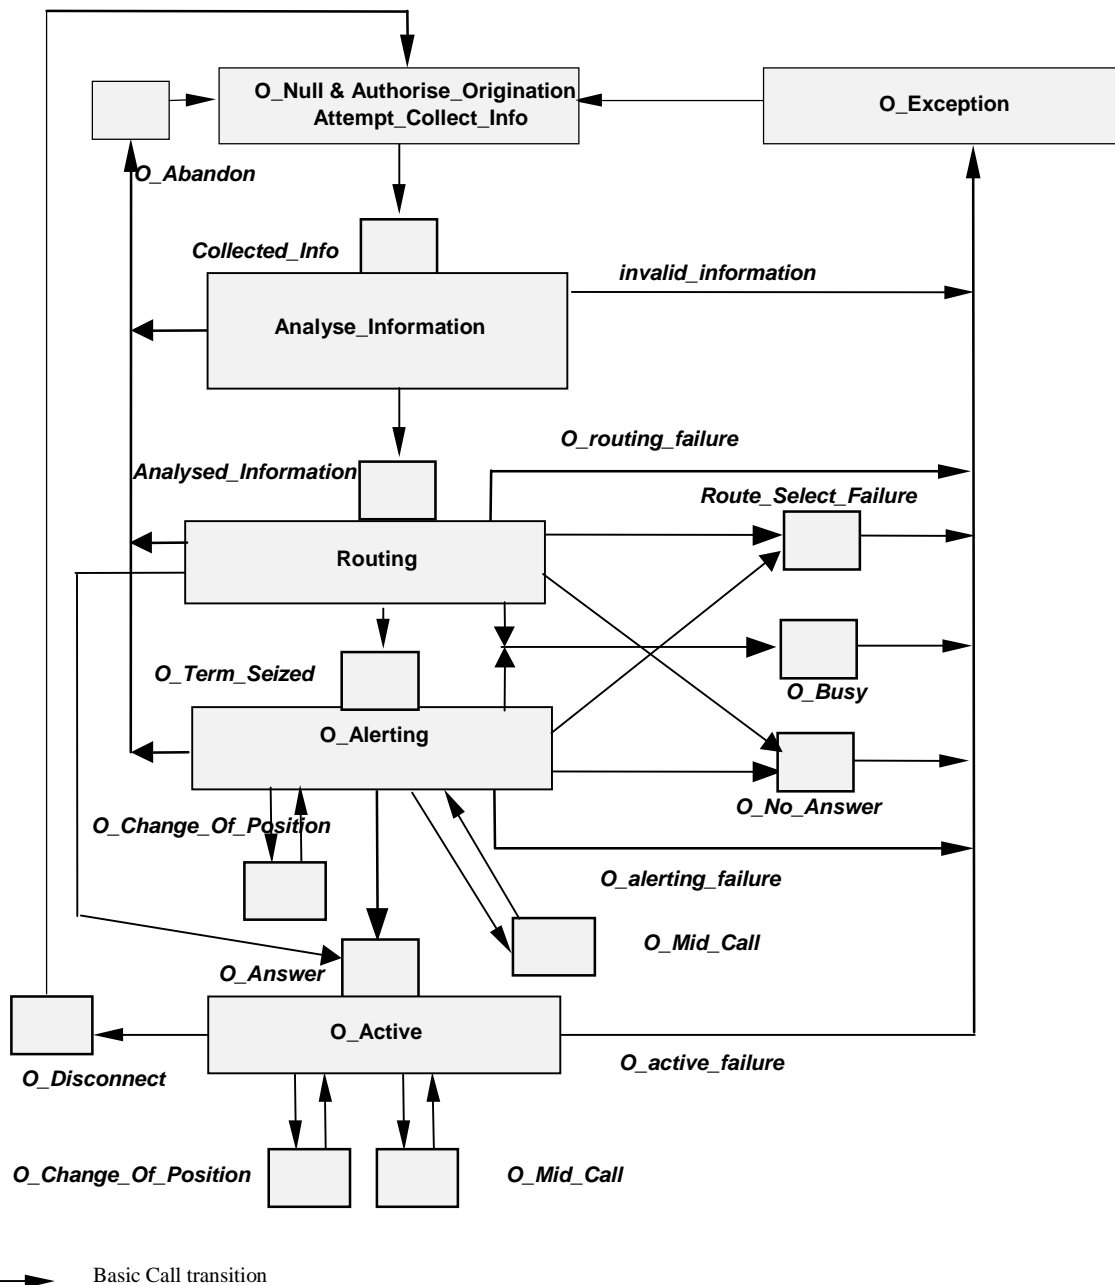 O_Null & Authorise_Origination
Attempt_Collect_Info
O_Exception
O_Abandon
Collected_Info
invalid_information
Analyse_Information
O_routing_failure
Analysed_Information
Route_Select_Failure
Routing
O_Term_Seized
O_Busy
O_Alerting
O_No_Answer
O_Change_Of_Position
O_alerting_failure
O_Mid_Call
O_Answer
O_Active
O_active_failure
O_Disconnect
O_Change_Of_Position
O_Mid_Call
Basic Call transition